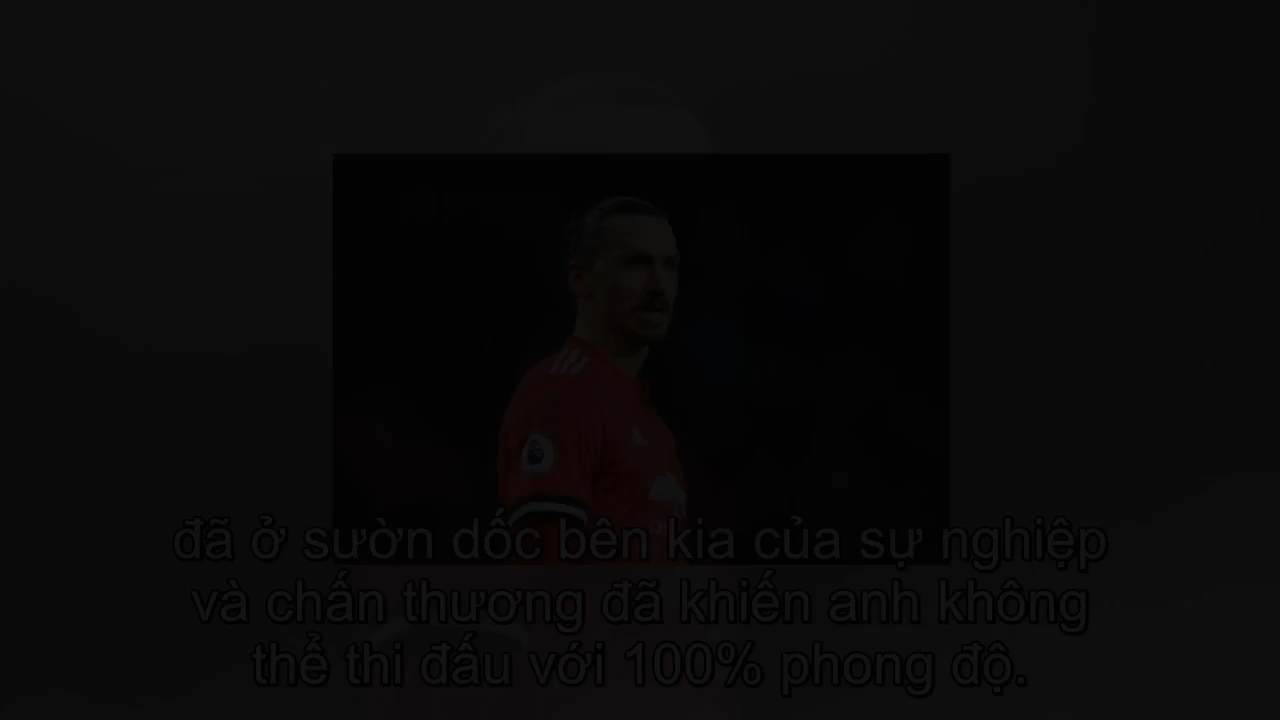 đã ở sườn dốc bên kia của sự nghiệp
và chấn thương đã khiến anh không
thể thi đấu với 100% phong độ.